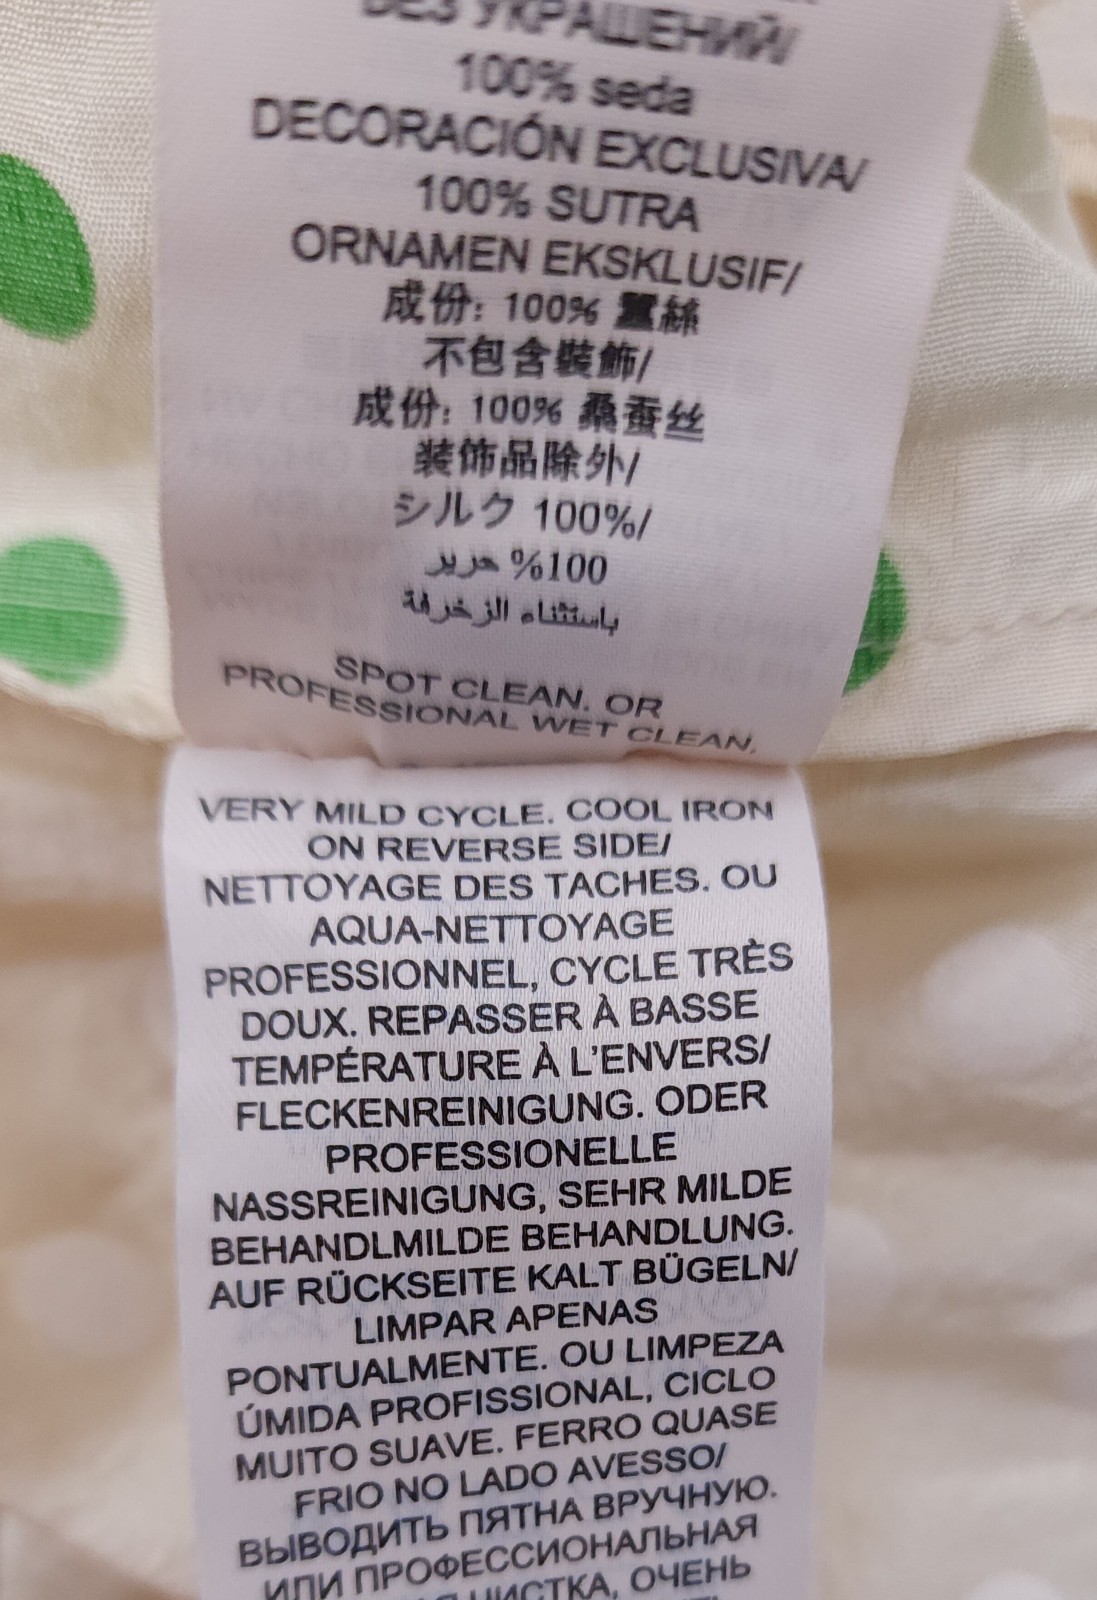 БЕЗ УКРАШЕНИЙ/
100% seda
DECORACIÓN EXCLUSIVA/
100% SUTRA
ORNAMEN EKSKLUSIF/
成份: 100% 蠶絲
不包含裝飾/
成份: 100% 桑蚕丝
装饰品除外/
シルク 100%/
100% حرير
باستثناء الزخرفة
SPOT CLEAN. OR
PROFESSIONAL WET CLEAN,
VERY MILD CYCLE. COOL IRON
ON REVERSE SIDE/
NETTOYAGE DES TACHES. OU
AQUA-NETTOYAGE
PROFESSIONNEL, CYCLE TRÈS
DOUX. REPASSER À BASSE
TEMPÉRATURE À L'ENVERS/
FLECKENREINIGUNG. ODER
PROFESSIONELLE
NASSREINIGUNG, SEHR MILDE
BEHANDLMILDE BEHANDLUNG.
AUF RÜCKSEITE KALT BÜGELN/
LIMPAR APENAS
PONTUALMENTE. OU LIMPEZA
ÚMIDA PROFISSIONAL, CICLO
MUITO SUAVE. FERRO QUASE
FRIO NO LADO AVESSO/
ВЫВОДИТЬ ПЯТНА ВРУЧНУЮ.
ИЛИ ПРОФЕССИОНАЛЬНАЯ
ЧИСТКА, ОЧЕНЬ